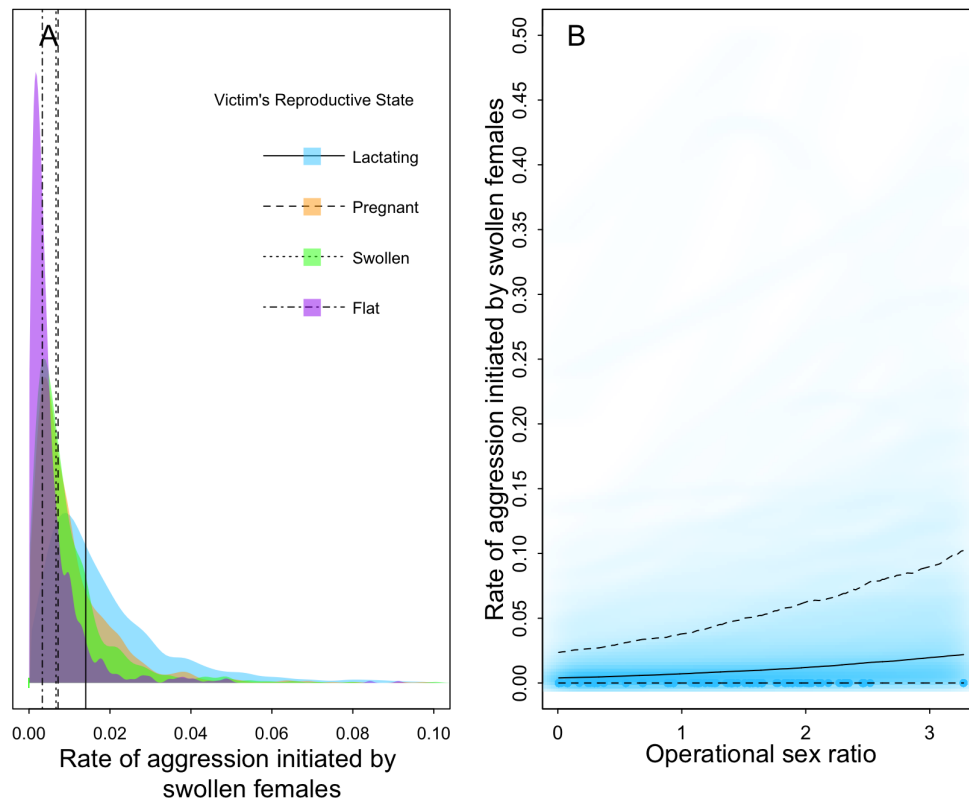 A
Victim's Reproductive State
Lactating
Pregnant
Swollen
Flat
0.00 0.02 0.04 0.06 0.08 0.10
Rate of aggression initiated by
swollen females
B
Rate of aggression initiated by swollen females
0.50
0.45
0.40
0.35
0.30
0.25
0.20
0.15
0.10
0.05
0.00
0 1 2 3
Operational sex ratio